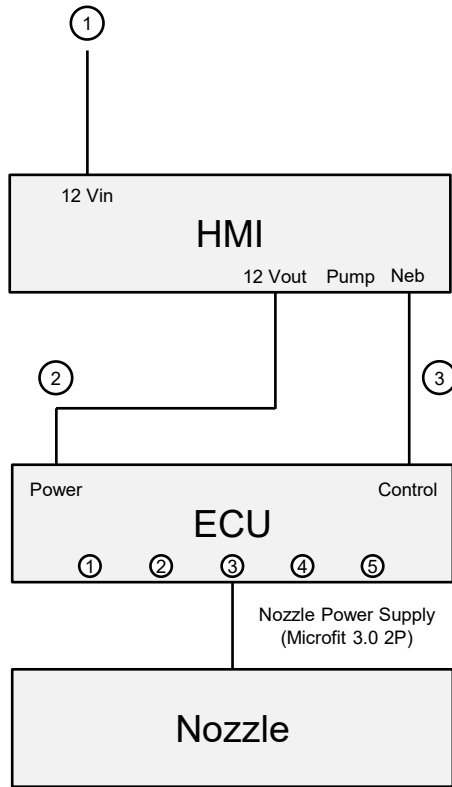 1
12 Vin
HMI
12 Vout Pump Neb
2
3
Power Control
ECU
1 2 3 4 5
Nozzle Power Supply
(Microfit 3.0 2P)
Nozzle